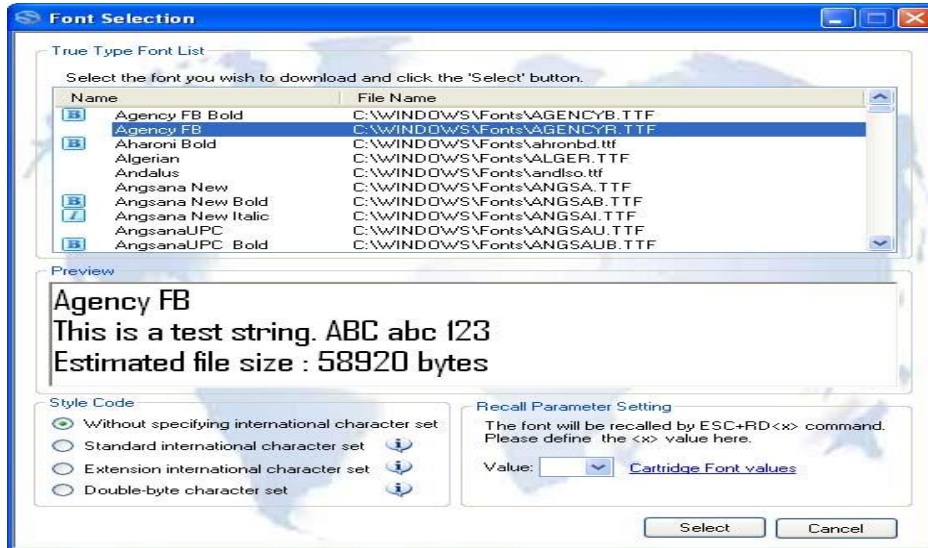 Font Selection
True Type Font List
Select the font you wish to download and click the 'Select' button.
Name File Name
B Agency FB Bold C:\WINDOWS\Fonts\AGENCYB.TTF
Agency FB C:\WINDOWS\Fonts\AGENCYR.TTF
B Aharoni Bold C:\WINDOWS\Fonts\ahronbd.ttf
Algerian C:\WINDOWS\Fonts\ALGER.TTF
Andalus C:\WINDOWS\Fonts\andlso.ttf
Angsana New C:\WINDOWS\Fonts\ANGSA.TTF
B Angsana New Bold C:\WINDOWS\Fonts\ANGSAB.TTF
I Angsana New Italic C:\WINDOWS\Fonts\ANGSAI.TTF
AngsanaUPC C:\WINDOWS\Fonts\ANGSAU.TTF
B AngsanaUPC Bold C:\WINDOWS\Fonts\ANGSAUB.TTF
Preview
Agency FB
This is a test string. ABC abc 123
Estimated file size : 58920 bytes
Style Code
Without specifying international character set
Standard international character set i
Extension international character set i
Double-byte character set i
Recall Parameter Setting
The font will be recalled by ESC+RD<x> command.
Please define the <x> value here.
Value: Cartridge Font values
Select Cancel